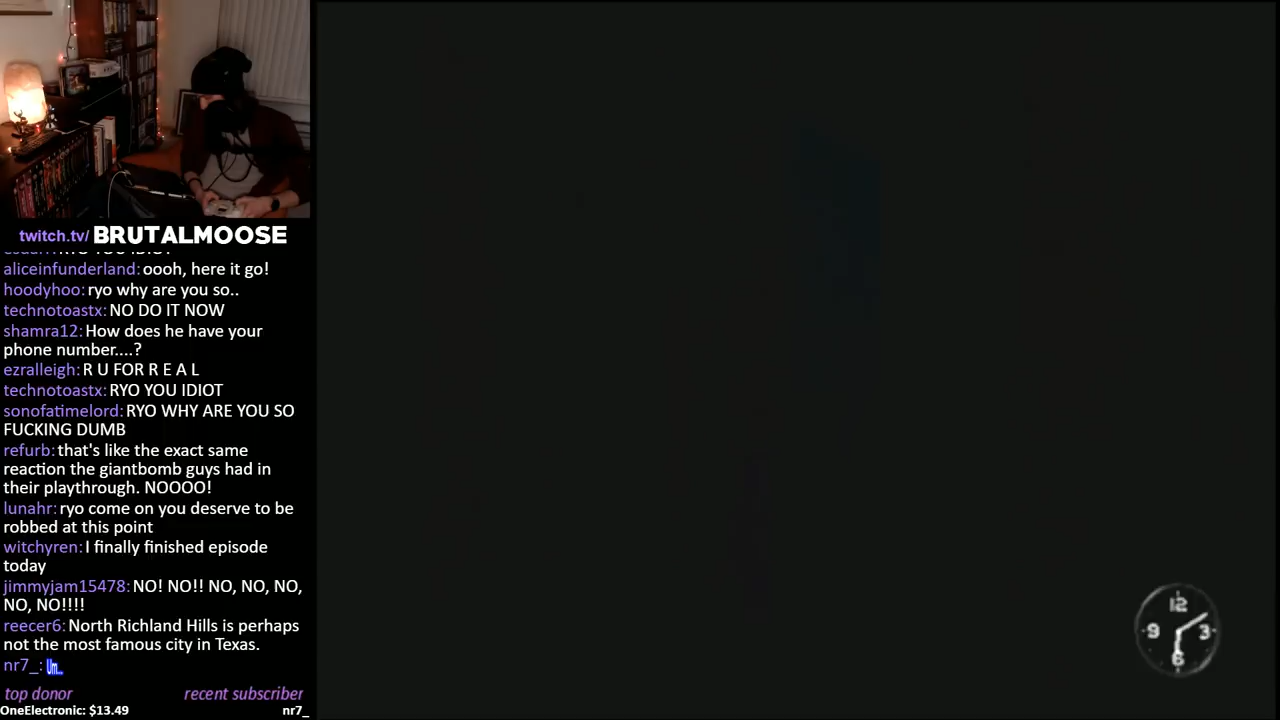 twitch.tv/ BRUTALMOOSE
aliceinfunderland: oooh, here it go!
hoodyhoo: ryo why are you so..
technotoastx: NO DO IT NOW
shamra12: How does he have your
phone number....?
ezralleigh: R U FOR R E A L
technotoastx: RYO YOU IDIOT
sonofatimelord: RYO WHY ARE YOU SO
FUCKING DUMB
refurb: that's like the exact same
reaction the giantbomb guys had in
their playthrough. NOOOO!
lunahr: ryo come on you deserve to be
robbed at this point
witchyren: I finally finished episode
today
jimmyjam15478: NO! NO!! NO, NO, NO,
NO, NO!!!!
reecer6: North Richland Hills is perhaps
not the most famous city in Texas.
nr7_: Um...
top donor recent subscriber
OneElectronic: $13.49 nr7_
12
9 3
6